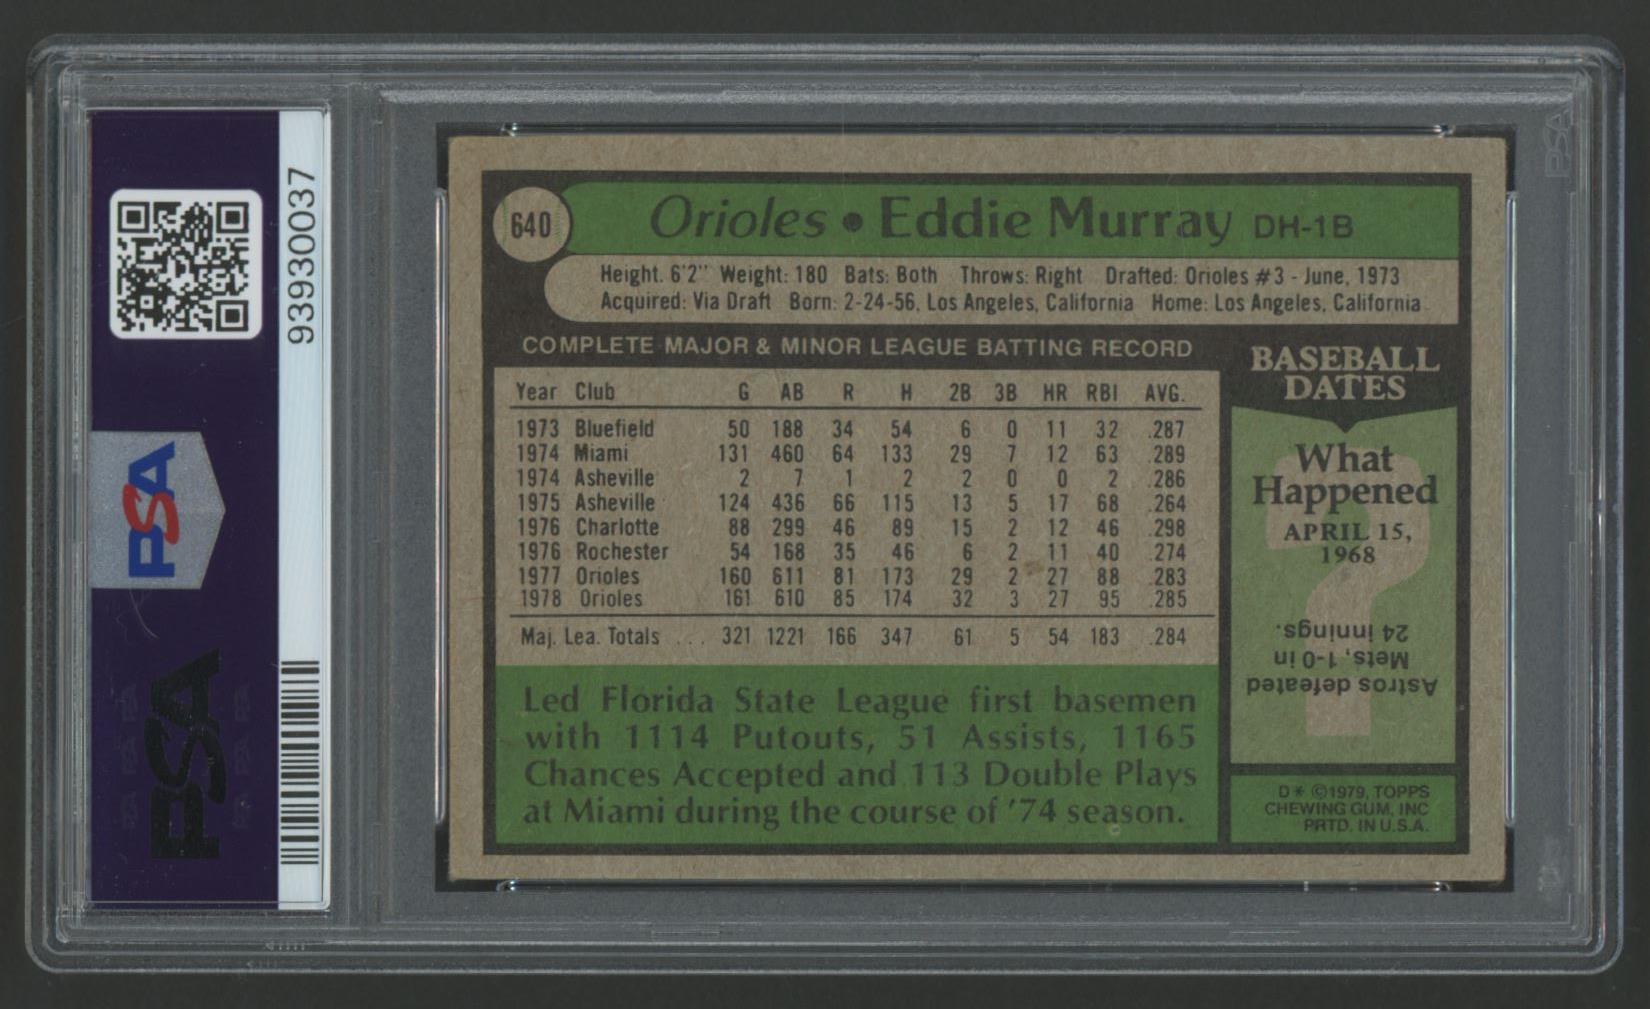 93930037
PSA
PSA
PSA
640
Orioles • Eddie Murray DH-1B
Height. 6'2" Weight: 180 Bats: Both Throws: Right Drafted: Orioles #3 - June, 1973
Acquired: Via Draft Born: 2-24-56, Los Angeles, California Home: Los Angeles, California
COMPLETE MAJOR & MINOR LEAGUE BATTING RECORD
Year Club G AB R H 2B 3B HR RBI AVG.
1973 Bluefield 50 188 34 54 6 0 11 32 .287
1974 Miami 131 460 64 133 29 7 12 63 .289
1974 Asheville 2 7 1 2 2 0 0 2 .286
1975 Asheville 124 436 66 115 13 5 17 68 .264
1976 Charlotte 88 299 46 89 15 2 12 46 .298
1976 Rochester 54 168 35 46 6 2 11 40 .274
1977 Orioles 160 611 81 173 29 2 27 88 .283
1978 Orioles 161 610 85 174 32 3 27 95 .285
Maj. Lea. Totals ... 321 1221 166 347 61 5 54 183 .284
Led Florida State League first basemen
with 1114 Putouts, 51 Assists, 1165
Chances Accepted and 113 Double Plays
at Miami during the course of '74 season.
BASEBALL
DATES
What
Happened
APRIL 15,
1968
?
Astros defeated
Mets, 1-0 in
24 innings.
D* ©1979, TOPPS
CHEWING GUM, INC
PRTD. IN U.S.A.